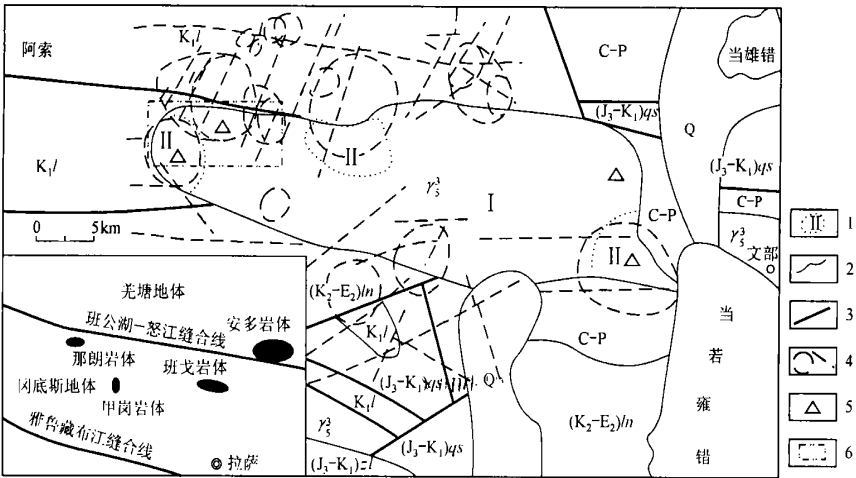 阿索
K₁l
C-P
当雄错
(J₃-K₁)qs
Q
K₁l
II
II
(J₃-K₁)qs
γ₅³
I
C-P
C-P
γ₅³
文部
0 5km
II
(K₂-E₂)ln
当若雍错
K₁l
C-P
(J₃-K₁)qs
Q
K₁l
(K₂-E₂)ln
γ₅³
(J₃-K₁)qs
(J₃-K₁)zl
羌塘地体
班公湖-怒江缝合线
安多岩体
那朗岩体
班戈岩体
冈底斯地体
甲岗岩体
雅鲁藏布江缝合线
拉萨
II 1
2
3
4
5
6